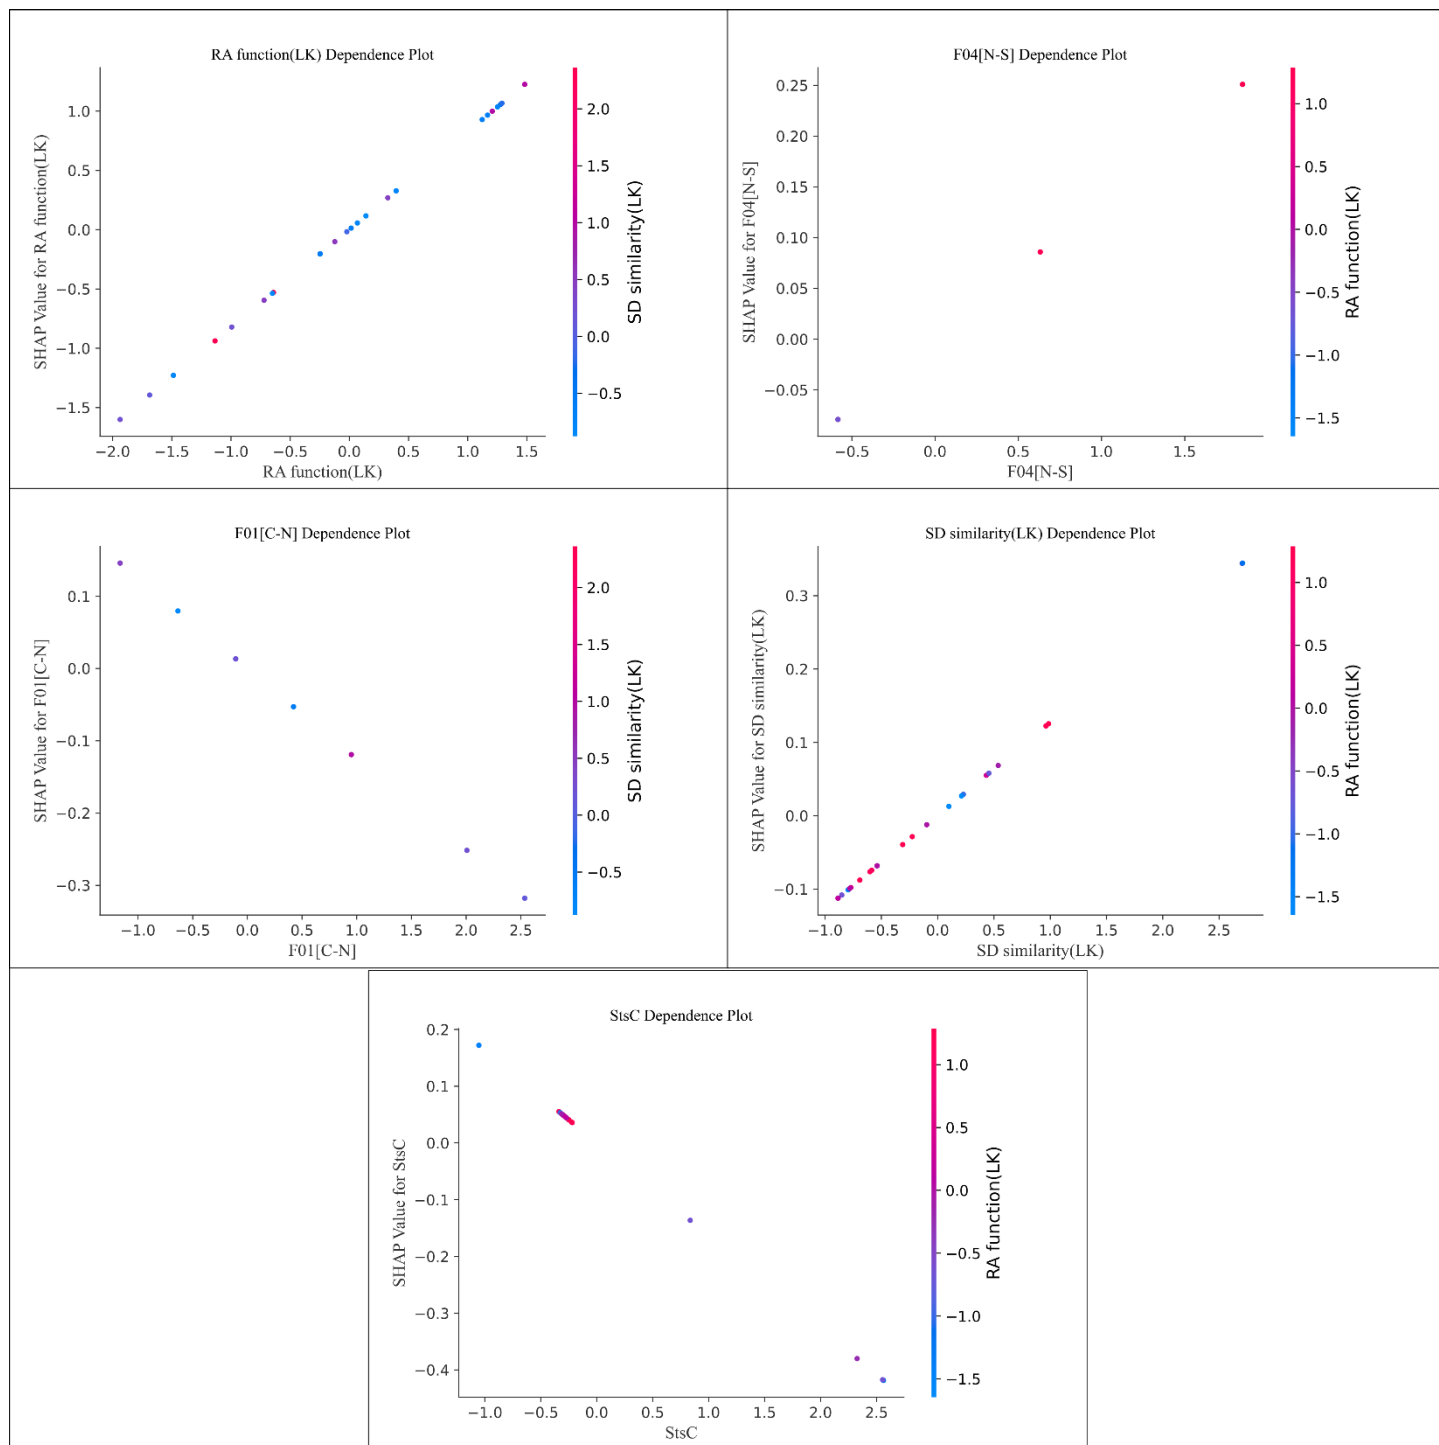 RA function(LK) Dependence Plot
1.0
0.5
0.0
−0.5
−1.0
−1.5
SHAP Value for RA function(LK)
−2.0 −1.5 −1.0 −0.5 0.0 0.5 1.0 1.5
RA function(LK)
2.0
1.5
1.0
0.5
0.0
−0.5
SD similarity(LK)
F04[N-S] Dependence Plot
0.25
0.20
0.15
0.10
0.05
0.00
−0.05
SHAP Value for F04[N-S]
−0.5 0.0 0.5 1.0 1.5
F04[N-S]
1.0
0.5
0.0
−0.5
−1.0
−1.5
RA function(LK)
F01[C-N] Dependence Plot
0.1
0.0
−0.1
−0.2
−0.3
SHAP Value for F01[C-N]
−1.0 −0.5 0.0 0.5 1.0 1.5 2.0 2.5
F01[C-N]
2.0
1.5
1.0
0.5
0.0
−0.5
SD similarity(LK)
SD similarity(LK) Dependence Plot
0.3
0.2
0.1
0.0
−0.1
SHAP Value for SD similarity(LK)
−1.0 −0.5 0.0 0.5 1.0 1.5 2.0 2.5
SD similarity(LK)
1.0
0.5
0.0
−0.5
−1.0
−1.5
RA function(LK)
StsC Dependence Plot
0.2
0.1
0.0
−0.1
−0.2
−0.3
−0.4
SHAP Value for StsC
−1.0 −0.5 0.0 0.5 1.0 1.5 2.0 2.5
StsC
1.0
0.5
0.0
−0.5
−1.0
−1.5
RA function(LK)